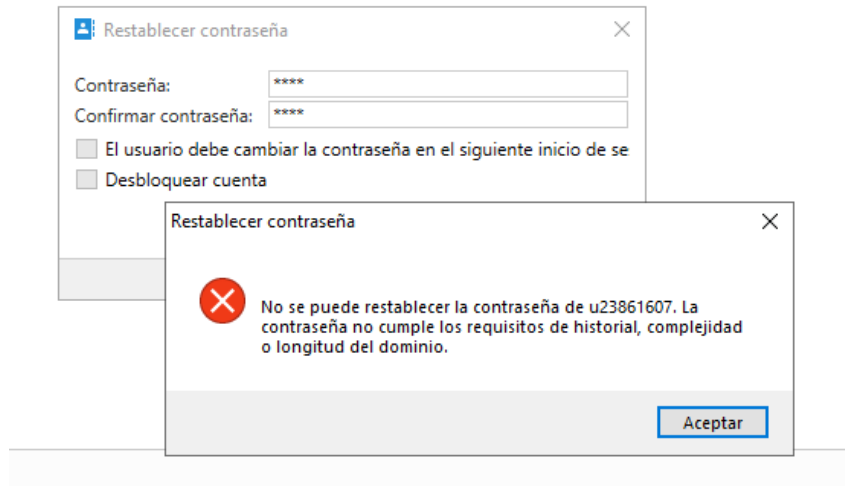 Restablecer contraseña
Contraseña: ****
Confirmar contraseña: ****
El usuario debe cambiar la contraseña en el siguiente inicio de se
Desbloquear cuenta
Restablecer contraseña
No se puede restablecer la contraseña de u23861607. La
contraseña no cumple los requisitos de historial, complejidad
o longitud del dominio.
Aceptar